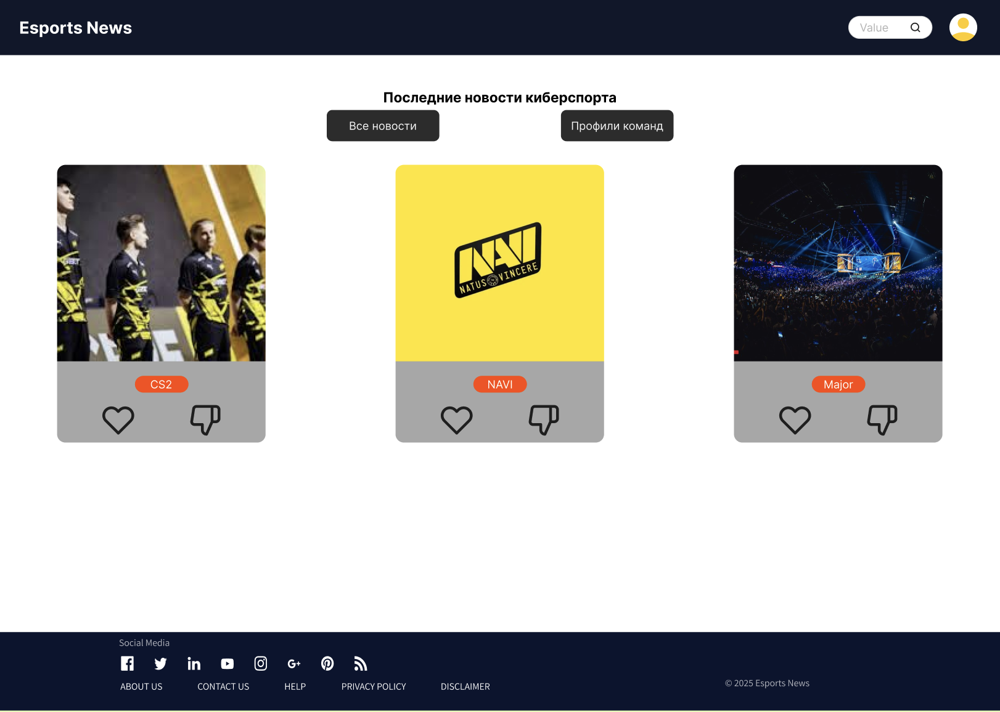 Esports News
Value
Последние новости киберспорта
Все новости
Профили команд
NAVI
NATUS VINCERE
CS2
NAVI
Major
Social Media
ABOUT US
CONTACT US
HELP
PRIVACY POLICY
DISCLAIMER
© 2025 Esports News